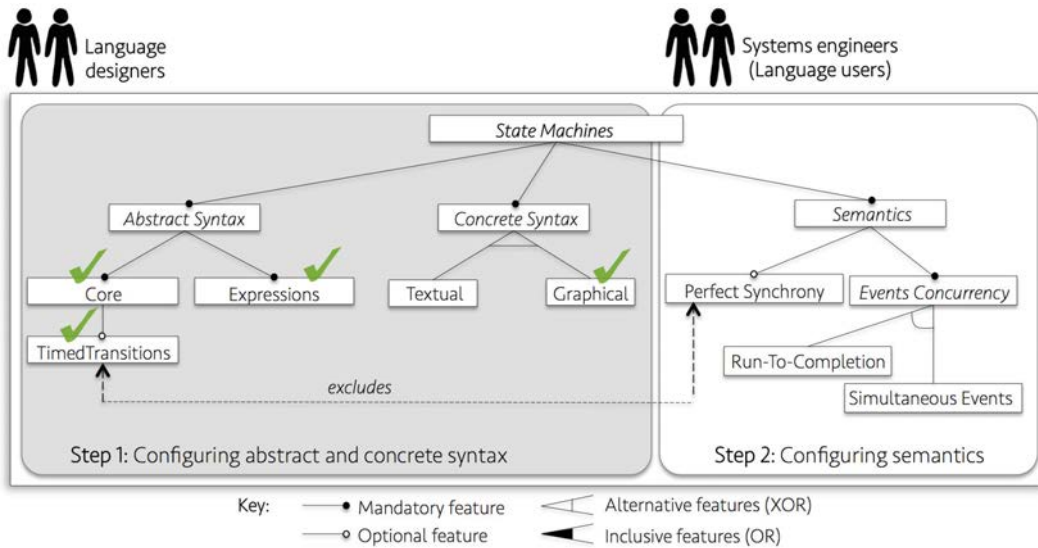 Language
designers
Systems engineers
(Language users)
State Machines
Abstract Syntax
Concrete Syntax
Semantics
Core
Expressions
Textual
Graphical
Perfect Synchrony
Events Concurrency
TimedTransitions
Run-To-Completion
excludes
Simultaneous Events
Step 1: Configuring abstract and concrete syntax
Step 2: Configuring semantics
Key:
Mandatory feature
Alternative features (XOR)
Optional feature
Inclusive features (OR)